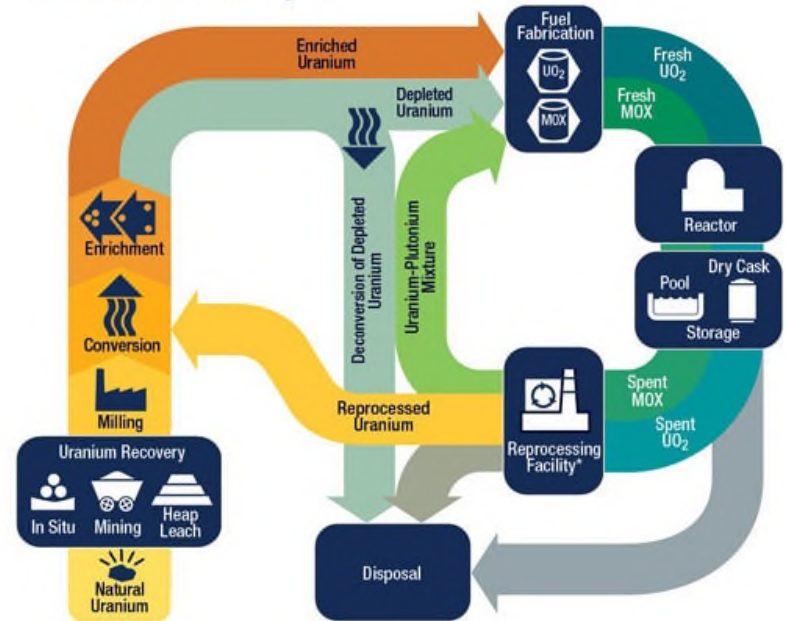 Fuel
Fabrication
UO2
MOX
Enriched
Uranium
Depleted
Uranium
Fresh
UO2
Fresh
MOX
Reactor
Dry Cask
Pool
Storage
Enrichment
Conversion
Milling
Uranium Recovery
In Situ
Mining
Heap
Leach
Natural
Uranium
Deconversion of Depleted
Uranium
Uranium-Plutonium
Mixture
Reprocessed
Uranium
Reprocessing
Facility*
Spent
MOX
Spent
UO2
Disposal